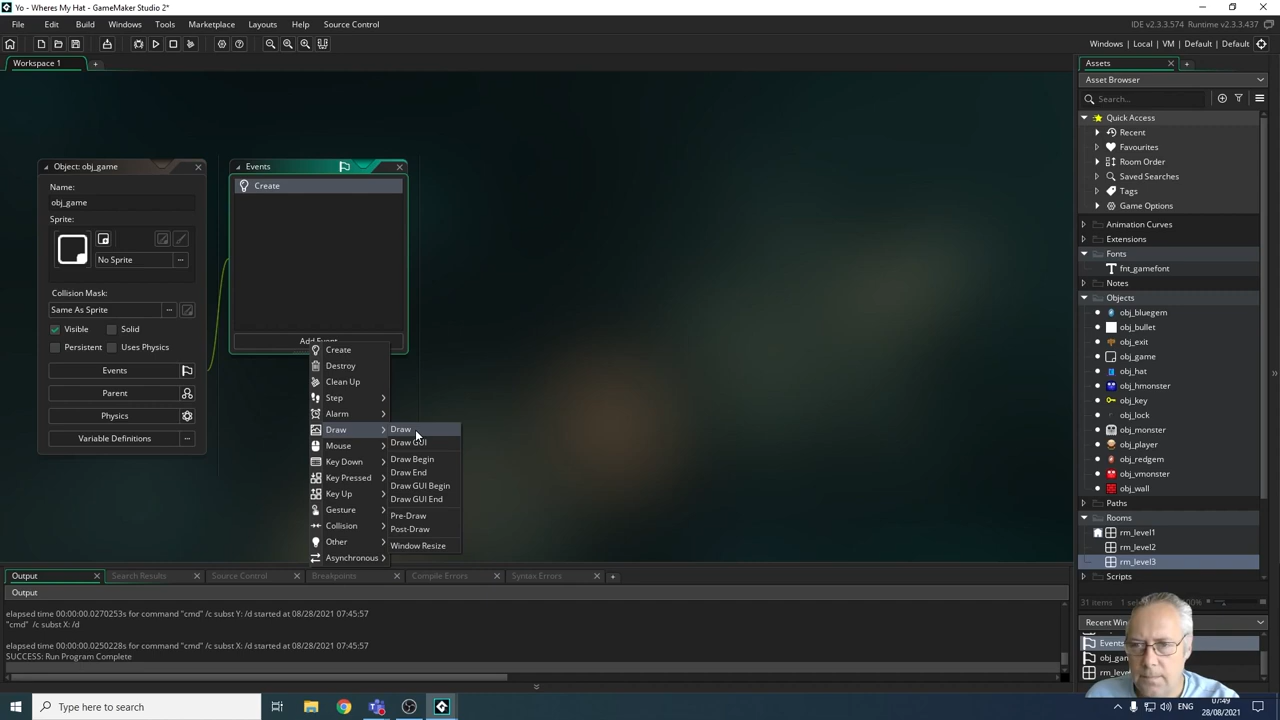 Yo - Wheres My Hat - GameMaker Studio 2*
File Edit Build Windows Tools Marketplace Layouts Help Source Control
IDE v2.3.3.574 Runtime v2.3.3.437
Windows | Local | VM | Default | Default
Workspace 1
Object: obj_game
Name:
obj_game
Sprite:
No Sprite
Collision Mask:
Same As Sprite
Visible Solid
Persistent Uses Physics
Events
Parent
Physics
Variable Definitions
Events
Create
Add Event
Create
Destroy
Clean Up
Step
Alarm
Draw
Mouse
Key Down
Key Pressed
Key Up
Gesture
Collision
Other
Asynchronous
Draw
Draw GUI
Draw Begin
Draw End
Draw GUI Begin
Draw GUI End
Pre-Draw
Post-Draw
Window Resize
Assets
Asset Browser
Search...
Quick Access
Recent
Favourites
Room Order
Saved Searches
Tags
Game Options
Animation Curves
Extensions
Fonts
fnt_gamefont
Notes
Objects
obj_bluegem
obj_bullet
obj_exit
obj_game
obj_hat
obj_hmonster
obj_key
obj_lock
obj_monster
obj_player
obj_redgem
obj_vmonster
obj_wall
Paths
Rooms
rm_level1
rm_level2
rm_level3
Scripts
31 items
Output Search Results Source Control Breakpoints Compile Errors Syntax Errors
Output
elapsed time 00:00:00.0270253s for command "cmd" /c subst Y: /d started at 08/28/2021 07:45:57
"cmd" /c subst X: /d
elapsed time 00:00:00.0250228s for command "cmd" /c subst X: /d started at 08/28/2021 07:45:57
SUCCESS: Run Program Complete
Type here to search
ENG
07:49
28/08/2021